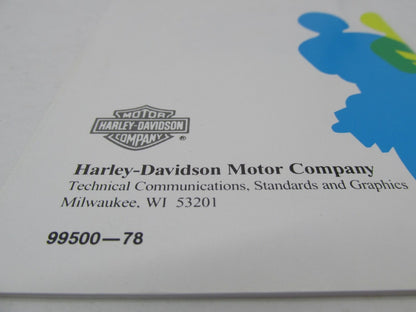 MOTOR
HARLEY-DAVIDSON
COMPANY
®
Harley-Davidson Motor Company
Technical Communications, Standards and Graphics
Milwaukee, WI 53201
99500—78